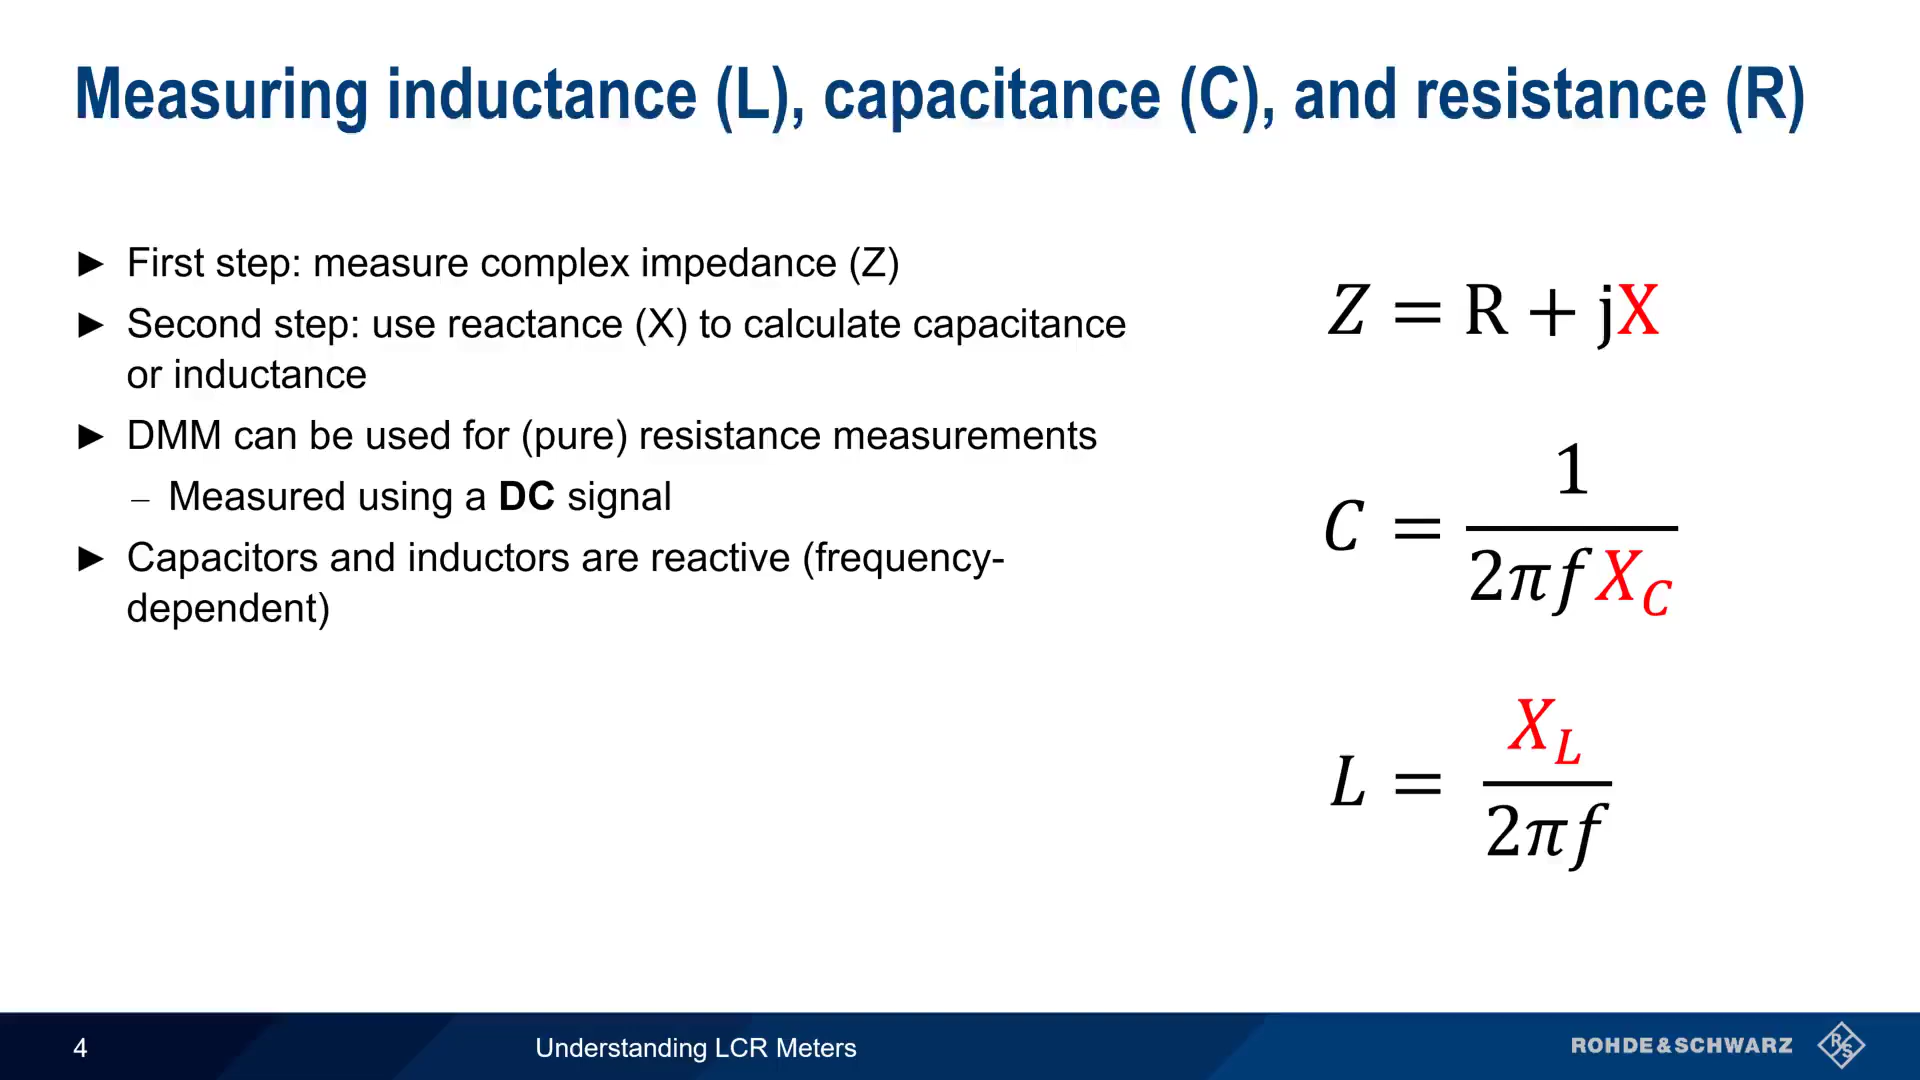 Measuring inductance (L), capacitance (C), and resistance (R)
► First step: measure complex impedance (Z)
► Second step: use reactance (X) to calculate capacitance
or inductance
► DMM can be used for (pure) resistance measurements
– Measured using a DC signal
► Capacitors and inductors are reactive (frequency-
dependent)
Z = R + jX
C = 1 / 2πfX_C
L = X_L / 2πf
4
Understanding LCR Meters
ROHDE&SCHWARZ
R&S